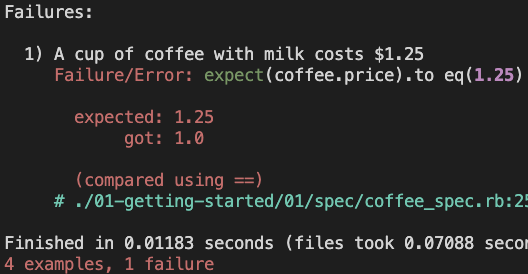 Failures:
1) A cup of coffee with milk costs $1.25
Failure/Error: expect(coffee.price).to eq(1.25)
expected: 1.25
got: 1.0
(compared using ==)
# ./01-getting-started/01/spec/coffee_spec.rb:25
Finished in 0.01183 seconds (files took 0.07088 secon
4 examples, 1 failure